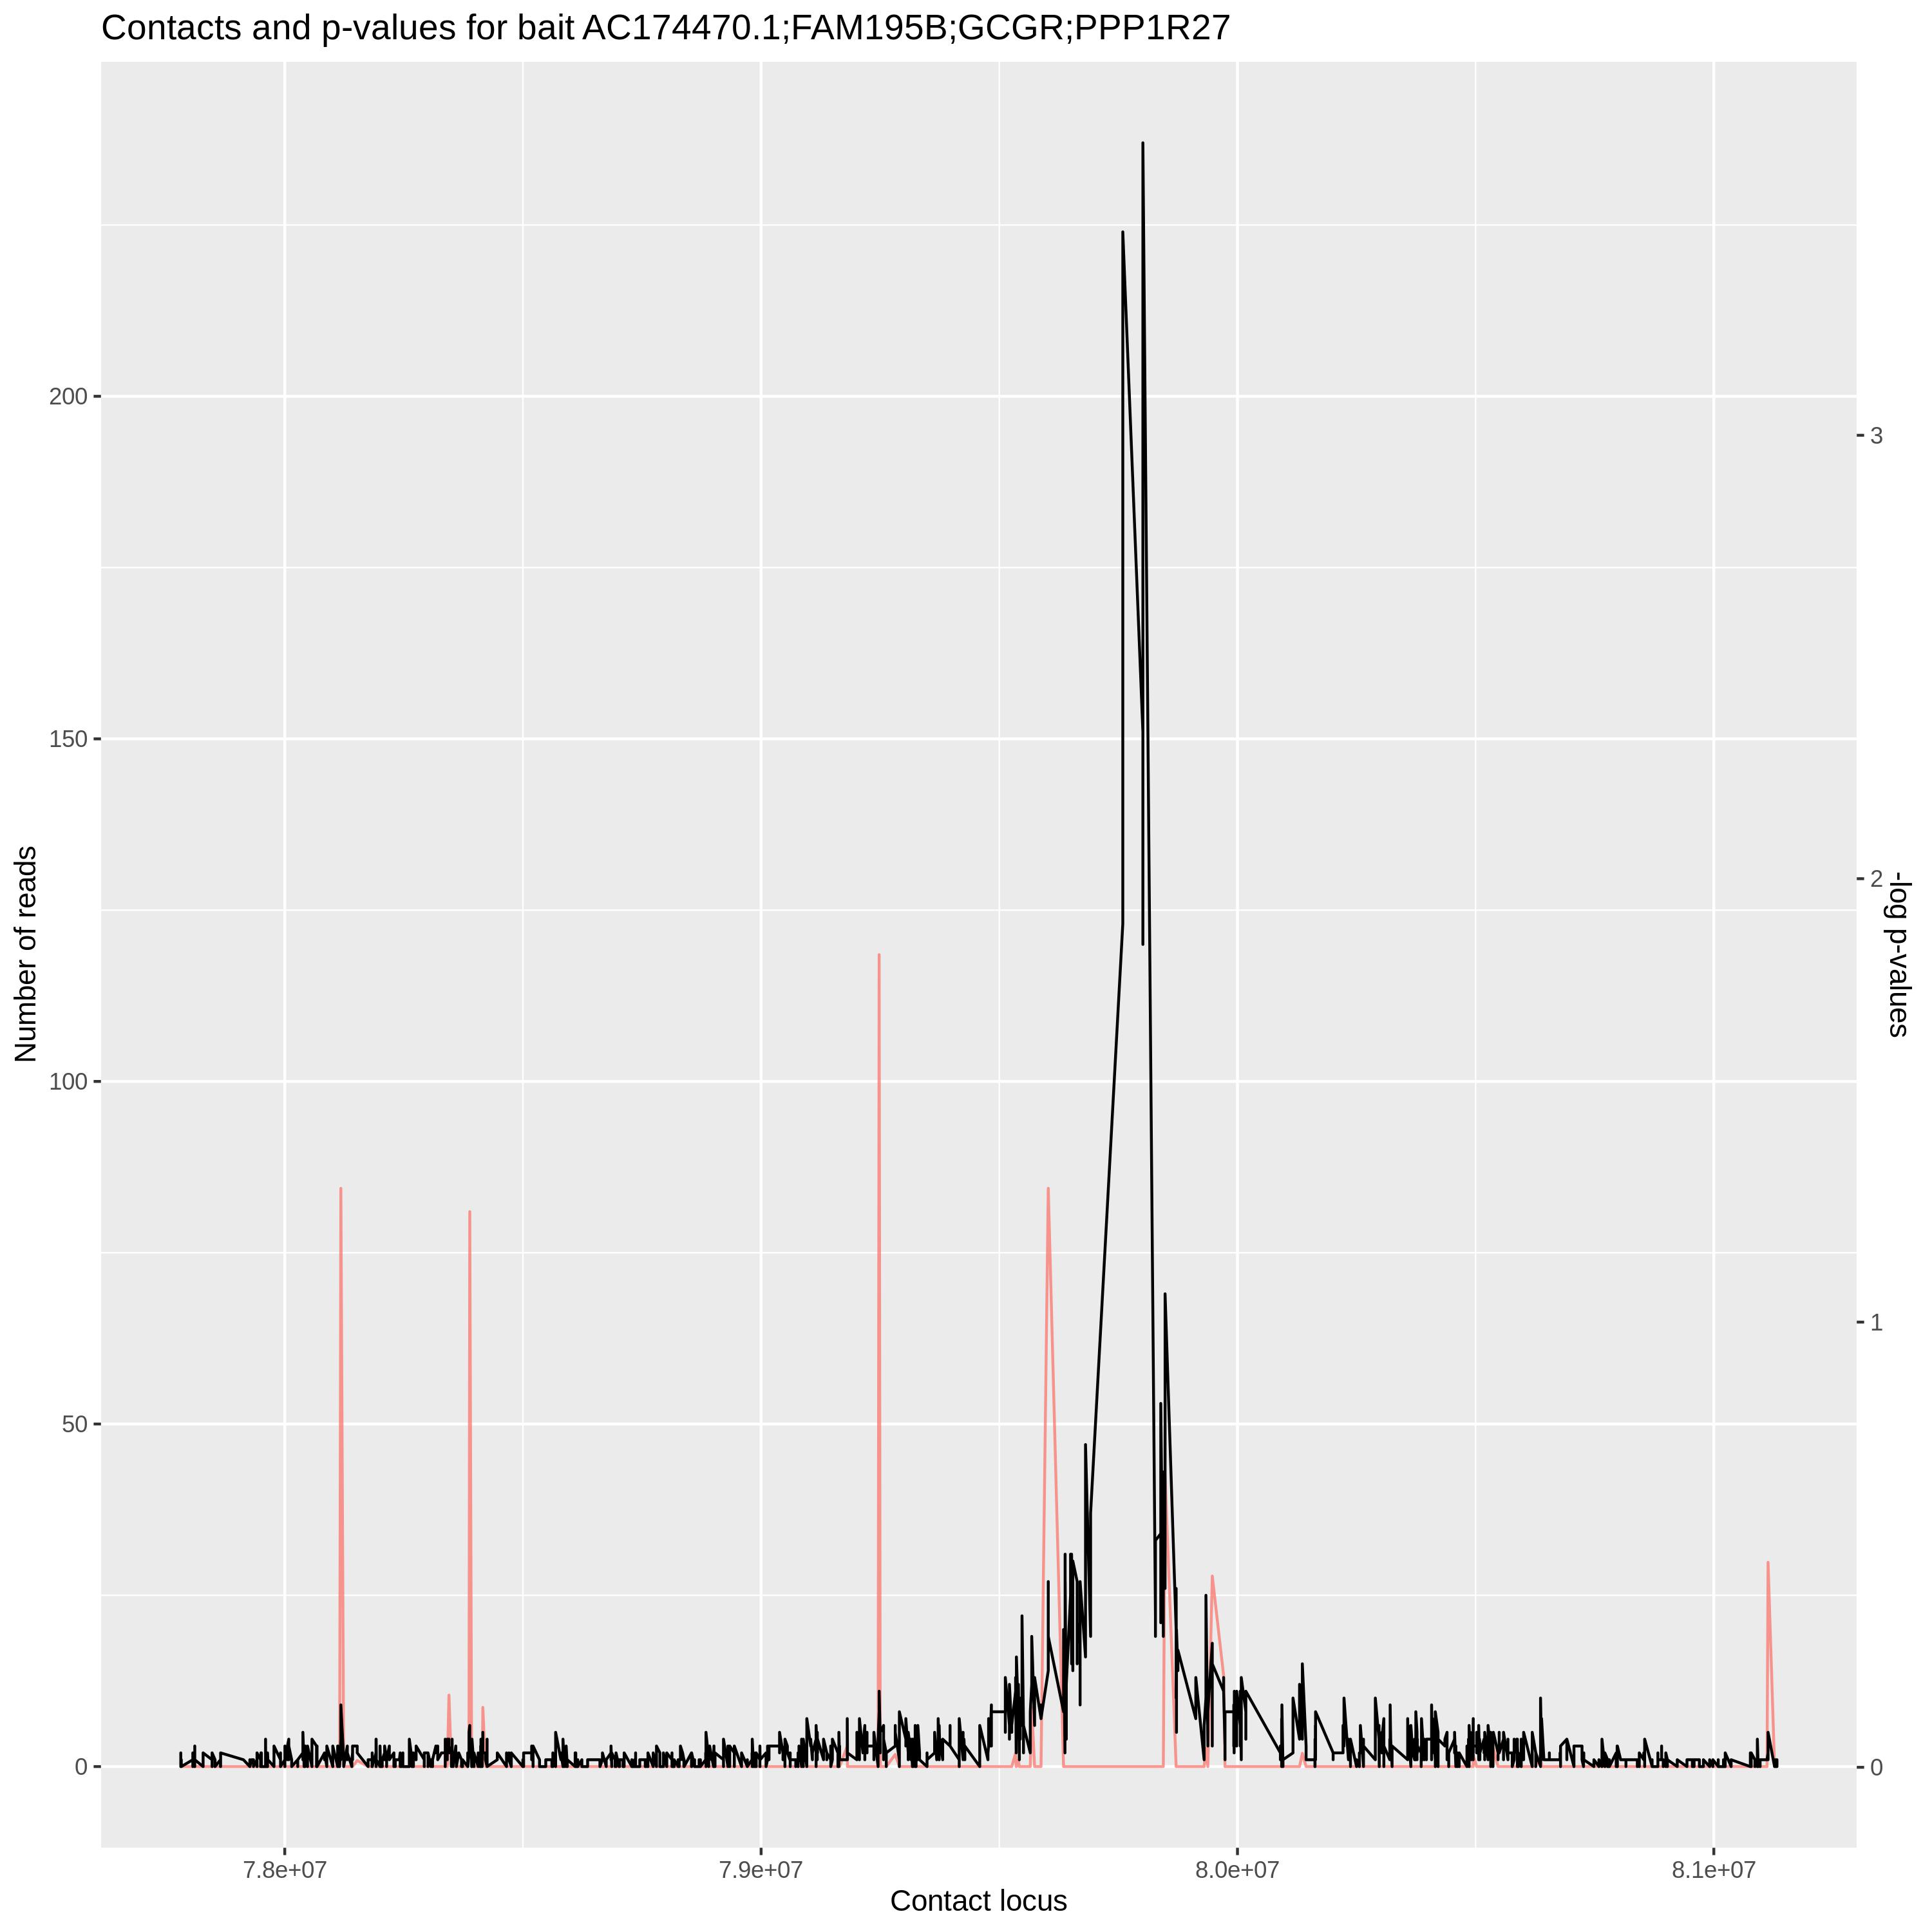 Contacts and p-values for bait AC174470.1;FAM195B;GCGR;PPP1R27
Number of reads
200
150
100
50
0
3
2
1
0
-log p-values
7.8e+07 7.9e+07 8.0e+07 8.1e+07
Contact locus